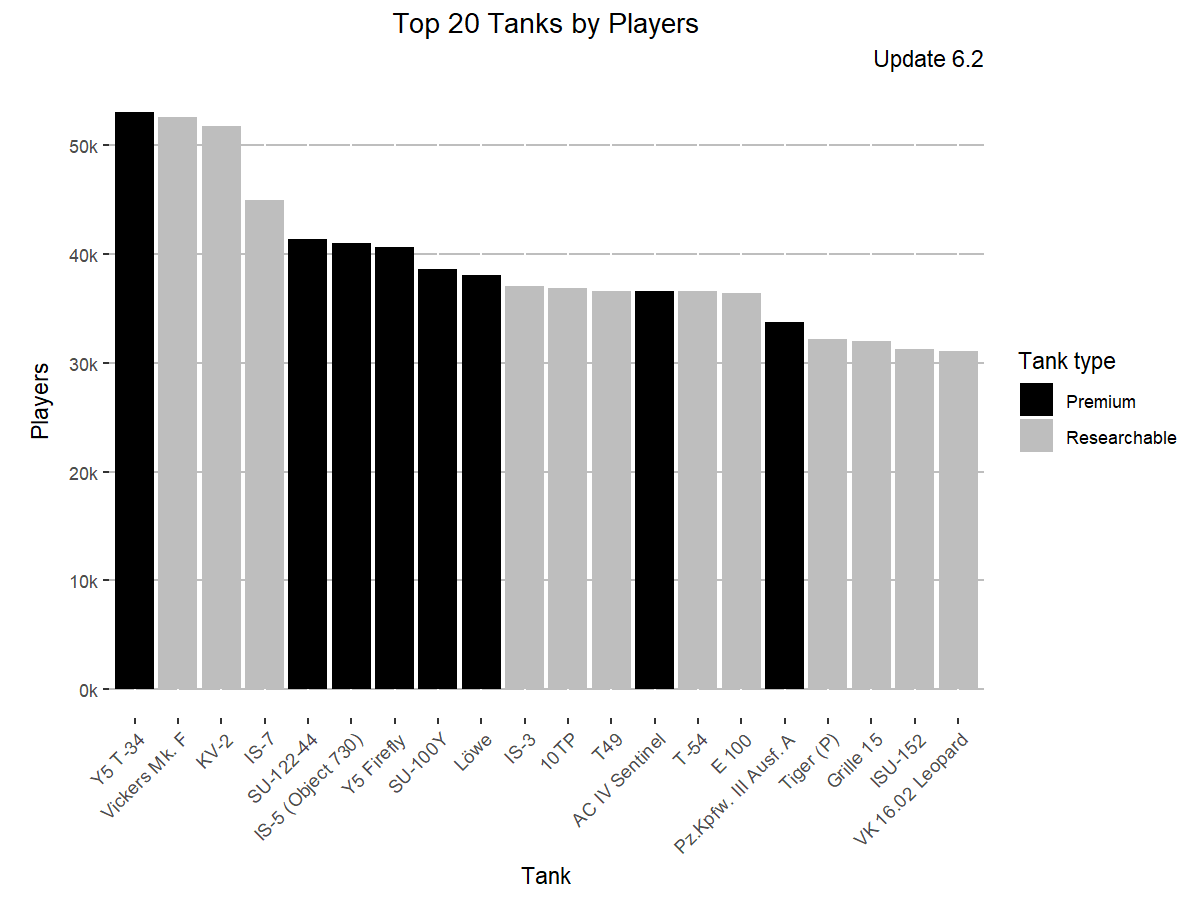 Top 20 Tanks by Players
Update 6.2
Players
50k
40k
30k
20k
10k
0k
Y5 T-34
Vickers Mk. F
KV-2
IS-7
SU-122-44
IS-5 (Object 730)
Y5 Firefly
SU-100Y
Löwe
IS-3
10TP
T49
AC IV Sentinel
T-54
E 100
Pz.Kpfw. III Ausf. A
Tiger (P)
Grille 15
ISU-152
VK 16.02 Leopard
Tank
Tank type
Premium
Researchable